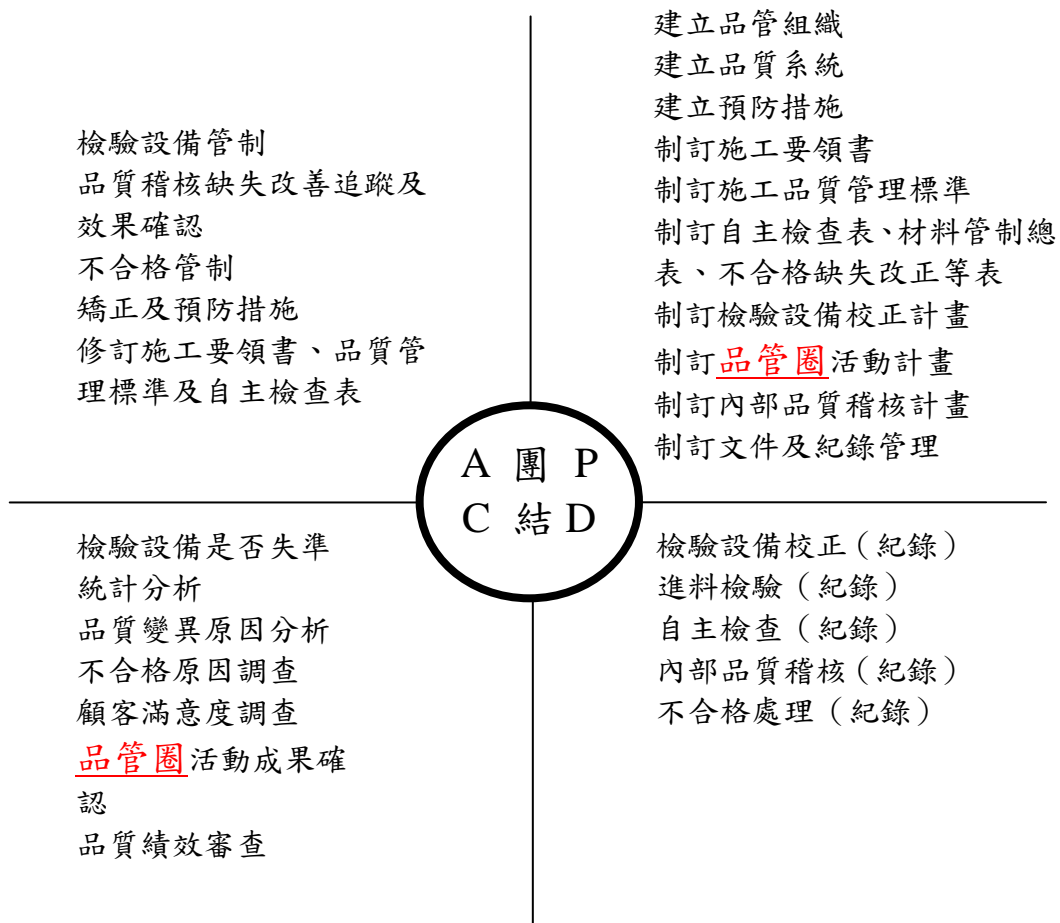 建立品管組織
建立品質系統
建立預防措施
制訂施工要領書
制訂施工品質管理標準
制訂自主檢查表、材料管制總
表、不合格缺失改正等表
制訂檢驗設備校正計畫
制訂品管圈活動計畫
制訂內部品質稽核計畫
制訂文件及紀錄管理
檢驗設備管制
品質稽核缺失改善追蹤及
效果確認
不合格管制
矯正及預防措施
修訂施工要領書、品質管
理標準及自主檢查表
A 團 P
C 結 D
檢驗設備是否失準
統計分析
品質變異原因分析
不合格原因調查
顧客滿意度調查
品管圈活動成果確
認
品質績效審查
檢驗設備校正（紀錄）
進料檢驗（紀錄）
自主檢查（紀錄）
內部品質稽核（紀錄）
不合格處理（紀錄）